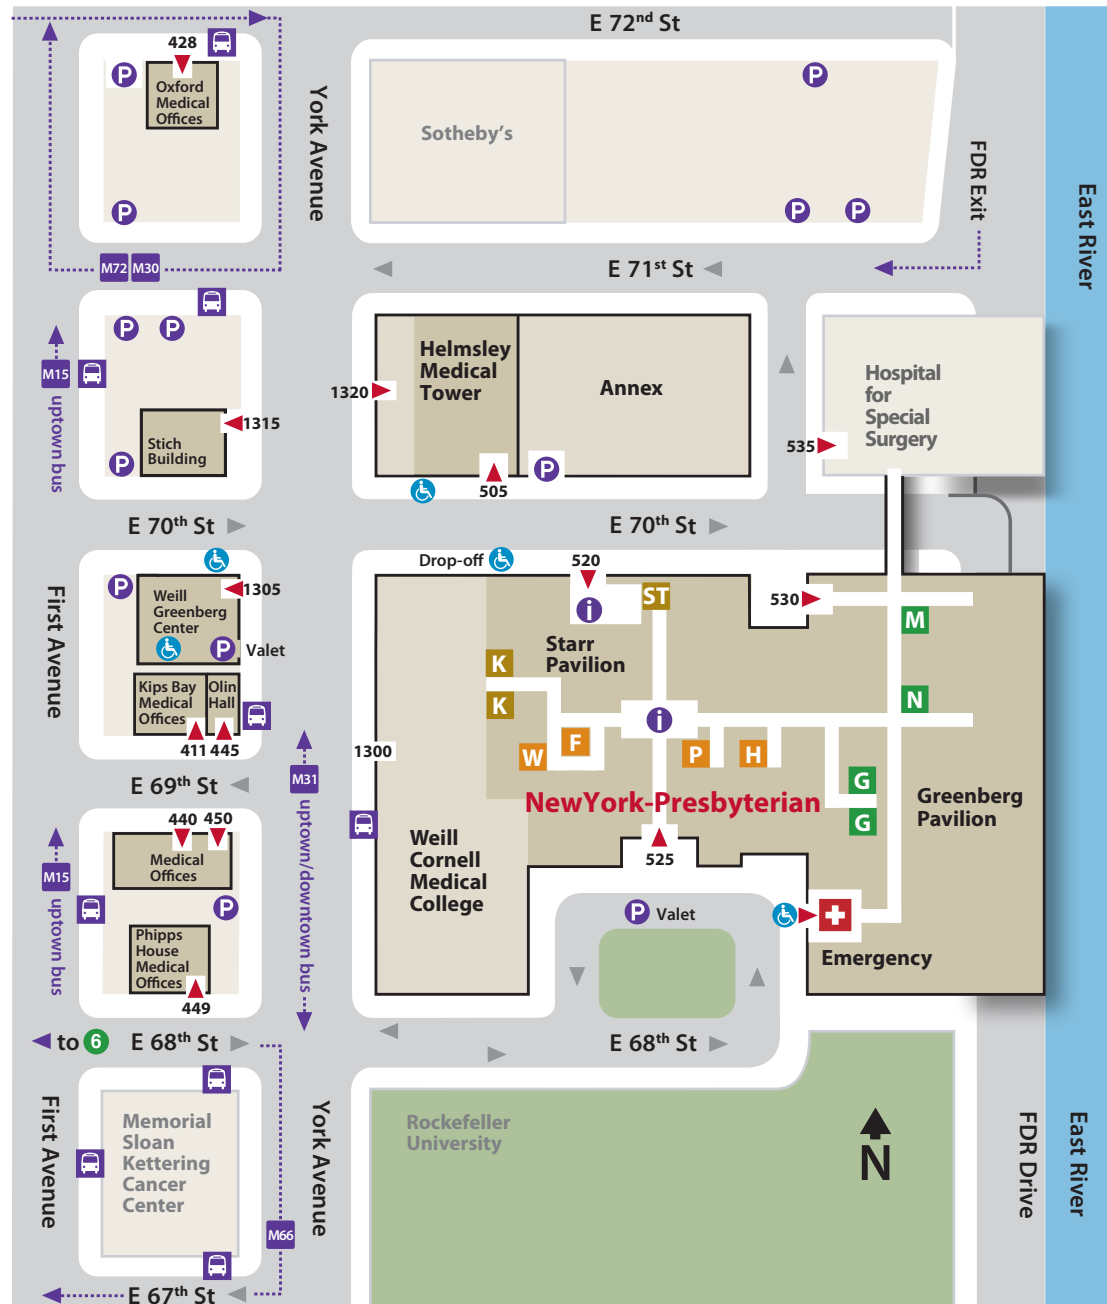 E 72nd St
428
P
Oxford
Medical
Offices
P
York Avenue
Sotheby's
P
P
P
FDR Exit
East River
P
M72
M30
E 71st St
M15
uptown bus
P
P
1315
Stich
Building
P
1320
Helmsley
Medical
Tower
Annex
505
P
535
Hospital
for
Special
Surgery
E 70th St
E 70th St
First Avenue
P
1305
Weill
Greenberg
Center
P
Valet
Kips Bay
Medical
Offices
Olin
Hall
411
445
E 69th St
M31
uptown/downtown bus
Drop-off
520
i
ST
530
M
Starr
Pavilion
K
K
N
i
W
F
P
H
G
G
1300
NewYork-Presbyterian
Greenberg
Pavilion
525
Weill
Cornell
Medical
College
P
Valet
Emergency
M15
uptown bus
440
450
Medical
Offices
P
Phipps
House
Medical
Offices
449
to 6
E 68th St
E 68th St
First Avenue
Memorial
Sloan
Kettering
Cancer
Center
York Avenue
M66
Rockefeller
University
N
FDR Drive
East River
E 67th St